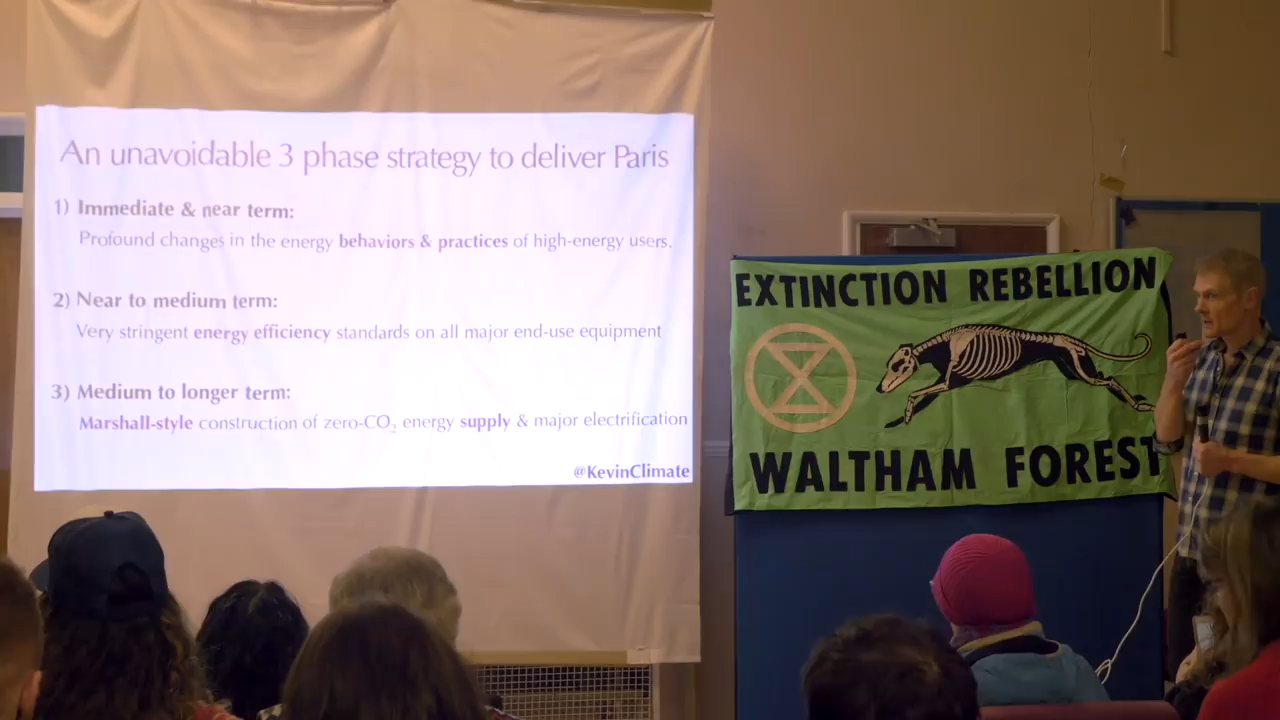 An unavoidable 3 phase strategy to deliver Paris
1) Immediate & near term:
Profound changes in the energy behaviors & practices of high-energy users.
2) Near to medium term:
Very stringent energy efficiency standards on all major end-use equipment
3) Medium to longer term:
Marshall-style construction of zero-CO₂ energy supply & major electrification
@KevinClimate
EXTINCTION REBELLION
WALTHAM FOREST